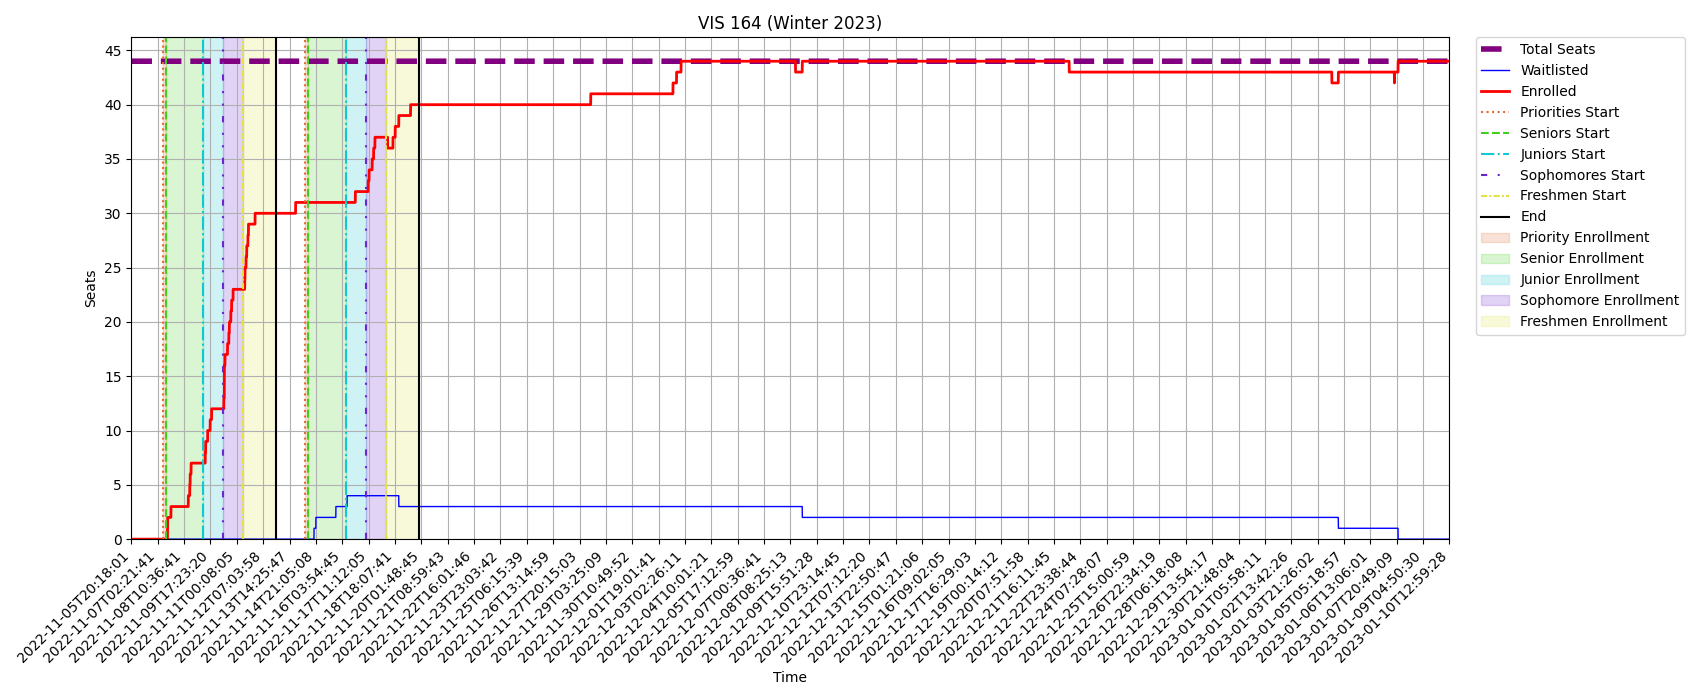 VIS 164 (Winter 2023)
45
40
35
30
25
20
15
10
5
0
Seats
2022-11-05T20:18:01
2022-11-07T02:21:41
2022-11-08T10:36:41
2022-11-09T17:23:20
2022-11-11T00:08:05
2022-11-12T07:03:58
2022-11-13T14:25:47
2022-11-14T21:05:08
2022-11-16T03:54:45
2022-11-17T11:12:05
2022-11-18T18:07:41
2022-11-20T01:48:45
2022-11-21T08:59:43
2022-11-22T16:01:46
2022-11-23T23:03:42
2022-11-25T06:15:39
2022-11-26T13:14:59
2022-11-27T20:15:03
2022-11-29T03:25:09
2022-11-30T10:49:52
2022-12-01T19:01:41
2022-12-03T02:26:11
2022-12-04T10:01:21
2022-12-05T17:12:59
2022-12-07T00:36:41
2022-12-08T08:25:13
2022-12-09T15:51:28
2022-12-10T23:14:45
2022-12-12T07:12:20
2022-12-13T22:50:47
2022-12-15T11:21:06
2022-12-16T09:02:05
2022-12-17T16:29:03
2022-12-19T00:14:12
2022-12-20T07:51:58
2022-12-21T16:11:45
2022-12-22T23:38:44
2022-12-24T07:28:07
2022-12-25T15:00:59
2022-12-26T22:34:19
2022-12-28T06:18:08
2022-12-29T13:54:17
2022-12-30T21:48:04
2023-01-01T05:58:11
2023-01-02T13:42:26
2023-01-03T21:26:02
2023-01-05T05:18:57
2023-01-06T13:06:01
2023-01-07T20:49:09
2023-01-09T04:50:30
2023-01-10T12:59:28
Time
Total Seats
Waitlisted
Enrolled
Priorities Start
Seniors Start
Juniors Start
Sophomores Start
Freshmen Start
End
Priority Enrollment
Senior Enrollment
Junior Enrollment
Sophomore Enrollment
Freshmen Enrollment